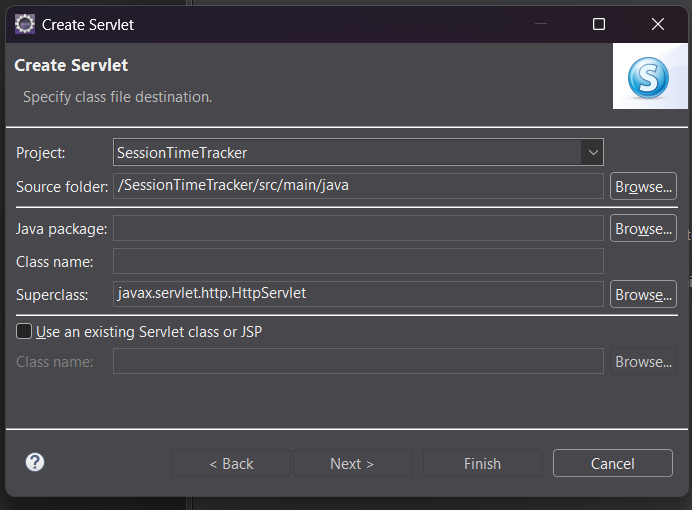 Create Servlet
Create Servlet
Specify class file destination.
Project: SessionTimeTracker
Source folder: /SessionTimeTracker/src/main/java Browse...
Java package: Browse...
Class name:
Superclass: javax.servlet.http.HttpServlet Browse...
Use an existing Servlet class or JSP
Class name: Browse...
? < Back Next > Finish Cancel